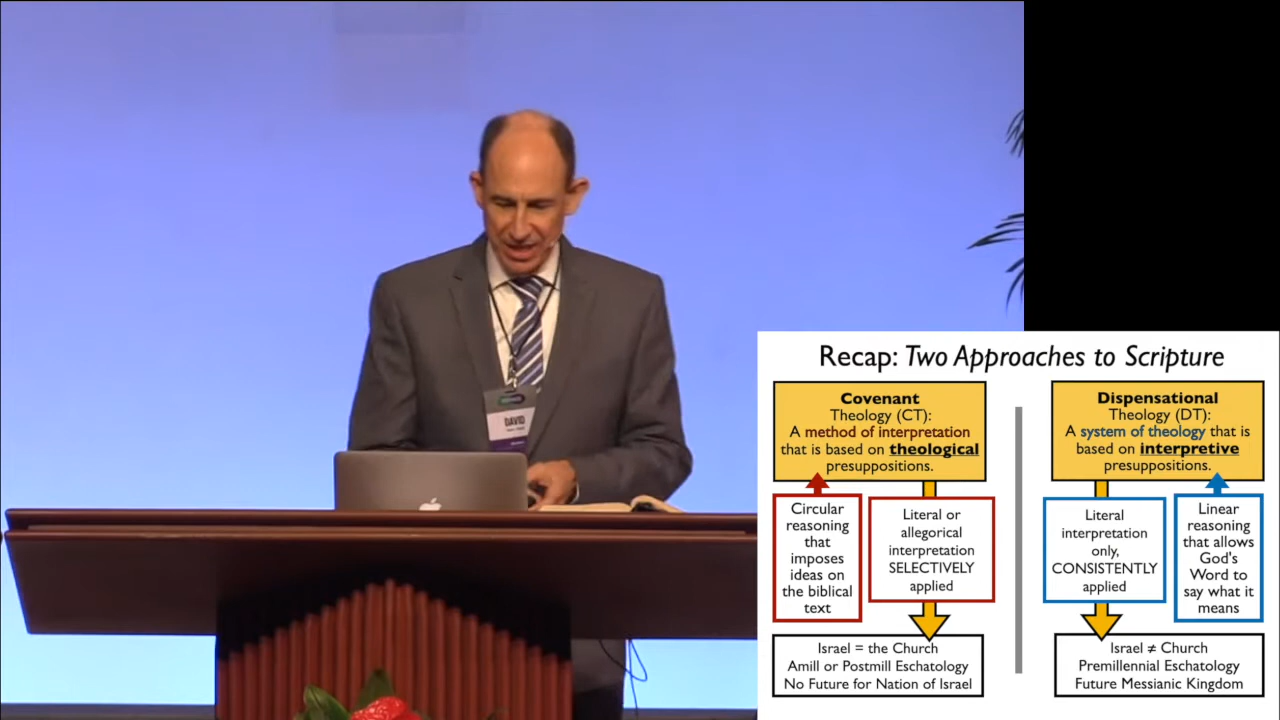 DAVID
Recap: Two Approaches to Scripture
Covenant
Theology (CT):
A method of interpretation
that is based on theological
presuppositions.
Circular
reasoning
that
imposes
ideas on
the biblical
text
Literal or
allegorical
interpretation
SELECTIVELY
applied
Israel = the Church
Amill or Postmill Eschatology
No Future for Nation of Israel
Dispensational
Theology (DT):
A system of theology that is
based on interpretive
presuppositions.
Literal
interpretation
only,
CONSISTENTLY
applied
Linear
reasoning
that allows
God's
Word to
say what it
means
Israel ≠ Church
Premillennial Eschatology
Future Messianic Kingdom